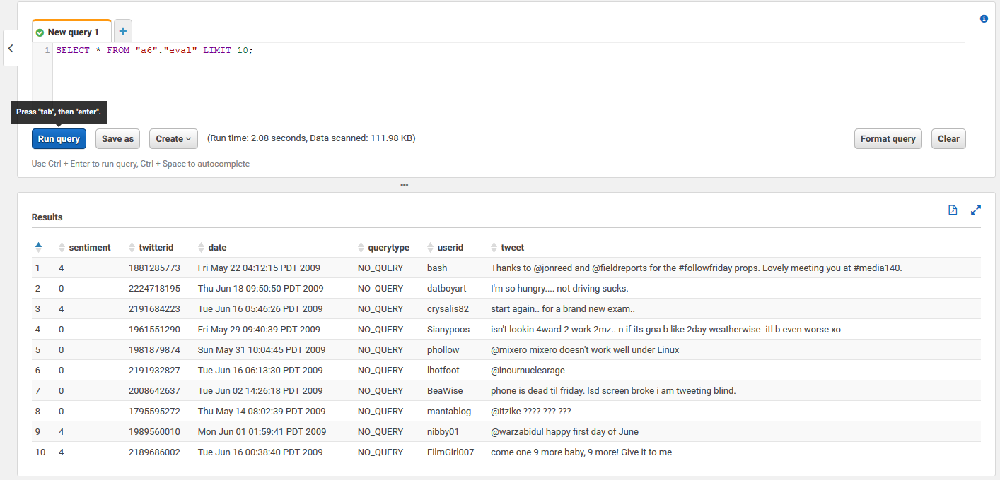 New query 1
1 SELECT * FROM "a6"."eval" LIMIT 10;
Press "tab", then "enter".
Run query Save as Create (Run time: 2.08 seconds, Data scanned: 111.98 KB) Format query Clear
Use Ctrl + Enter to run query, Ctrl + Space to autocomplete
Results
sentiment twitterid date querytype userid tweet
1 4 1881285773 Fri May 22 04:12:15 PDT 2009 NO_QUERY bash Thanks to @jonreed and @fieldreports for the #followfriday props. Lovely meeting you at #media140.
2 0 2224718195 Thu Jun 18 09:50:50 PDT 2009 NO_QUERY datboyart I'm so hungry.... not driving sucks.
3 4 2191684223 Tue Jun 16 05:46:26 PDT 2009 NO_QUERY crysalis82 start again.. for a brand new exam..
4 0 1961551290 Fri May 29 09:40:39 PDT 2009 NO_QUERY Sianypoos isn't lookin 4ward 2 work 2mz.. n if its gna b like 2day-weatherwise- itl b even worse xo
5 0 1981879874 Sun May 31 10:04:45 PDT 2009 NO_QUERY phollow @mixero mixero doesn't work well under Linux
6 0 2191932827 Tue Jun 16 06:13:30 PDT 2009 NO_QUERY lhotfoot @inournuclearage
7 0 2008642637 Tue Jun 02 14:26:18 PDT 2009 NO_QUERY BeaWise phone is dead til friday. lsd screen broke i am tweeting blind.
8 0 1795595272 Thu May 14 08:02:39 PDT 2009 NO_QUERY mantablog @Itzike ???? ??? ???
9 4 1989560010 Mon Jun 01 01:59:41 PDT 2009 NO_QUERY nibby01 @warzabidul happy first day of June
10 4 2189686002 Tue Jun 16 00:38:40 PDT 2009 NO_QUERY FilmGirl007 come one 9 more baby, 9 more! Give it to me